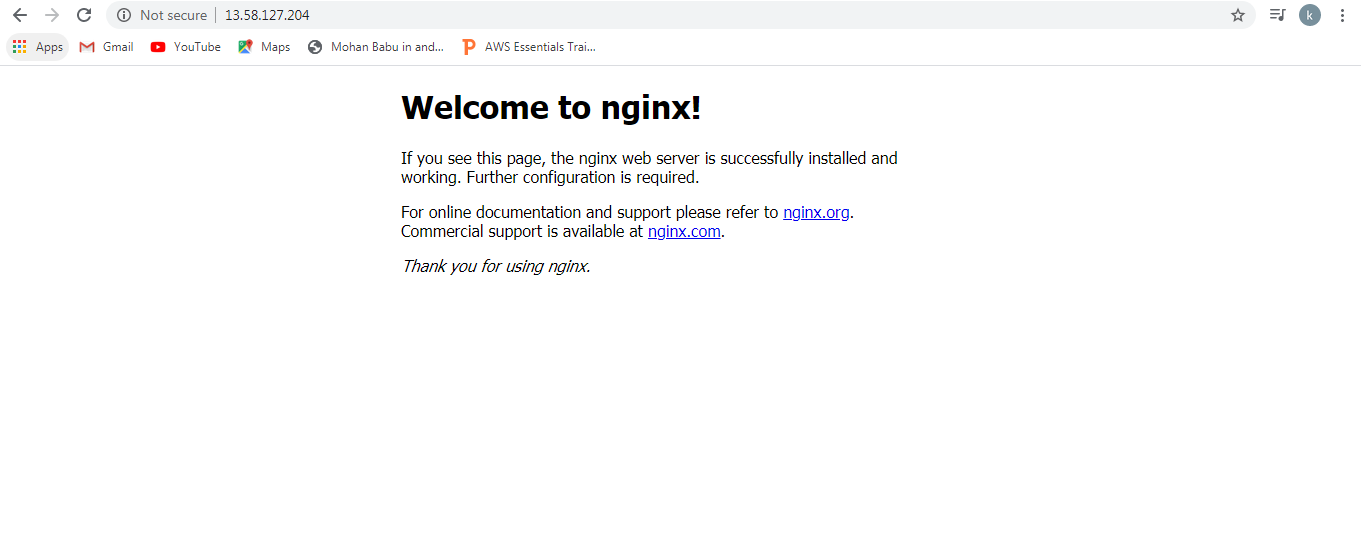 Not secure 13.58.127.204 k
Apps Gmail YouTube Maps Mohan Babu in and... AWS Essentials Trai...
Welcome to nginx!
If you see this page, the nginx web server is successfully installed and
working. Further configuration is required.
For online documentation and support please refer to nginx.org.
Commercial support is available at nginx.com.
Thank you for using nginx.